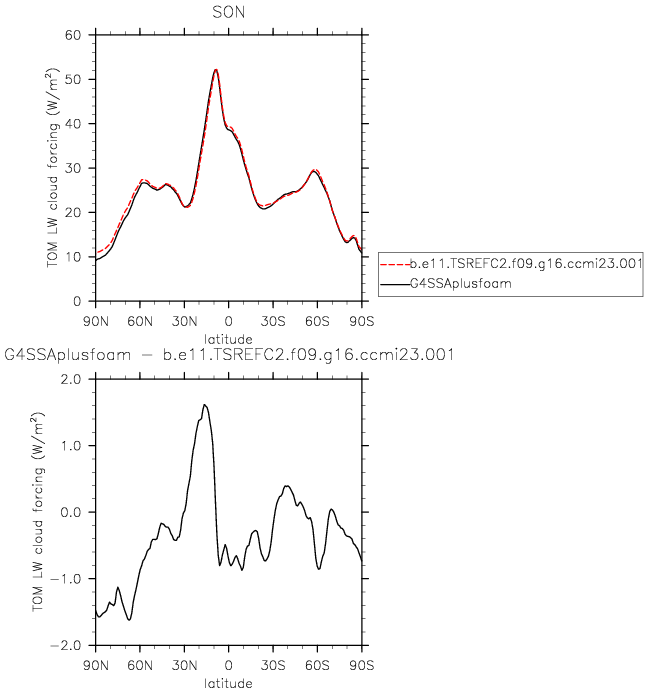 SON
TOM LW cloud forcing (W/m²)
60
50
40
30
20
10
0
90N 60N 30N 0 30S 60S 90S
latitude
b.e11.TSREFC2.f09.g16.ccmi23.001
G4SSAplusfoam
G4SSAplusfoam − b.e11.TSREFC2.f09.g16.ccmi23.001
TOM LW cloud forcing (W/m²)
2.0
1.0
0.0
−1.0
−2.0
90N 60N 30N 0 30S 60S 90S
latitude